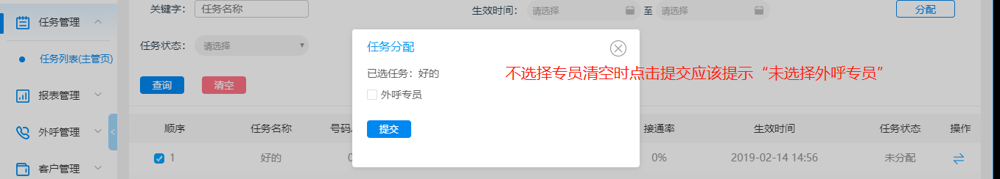 任务管理
任务列表(主管页)
报表管理
外呼管理
客户管理
<
关键字： 任务名称
生效时间： 请选择 至 请选择
分配
任务状态： 请选择
查询 清空
任务分配
已选任务：好的
外呼专员
提交
不选择专员清空时点击提交应该提示“未选择外呼专员”
顺序 任务名称 号码 接通率 生效时间 任务状态 操作
1 好的 0% 2019-02-14 14:56 未分配